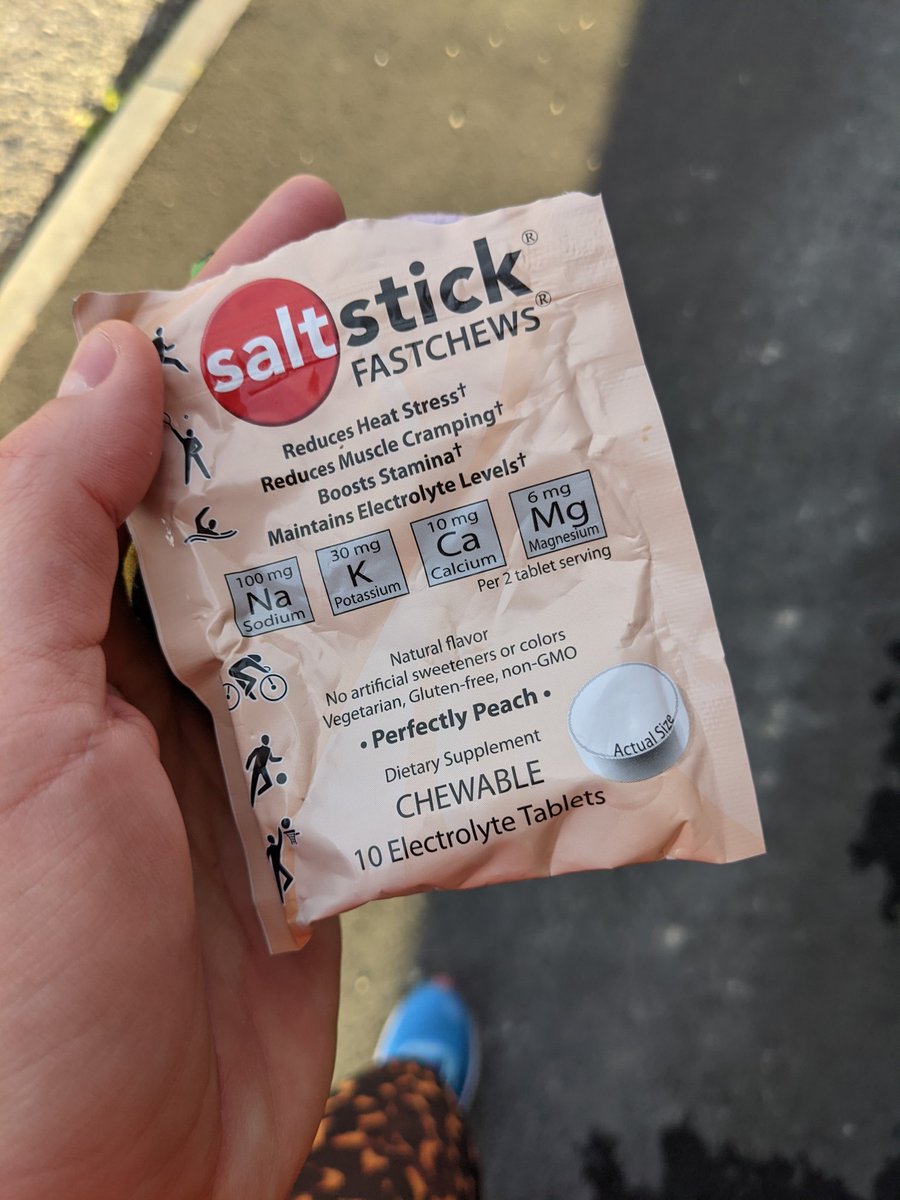 saltstick®
FASTCHEWS®
Reduces Heat Stress†
Reduces Muscle Cramping†
Boosts Stamina†
Maintains Electrolyte Levels†
100 mg
Na
Sodium
30 mg
K
Potassium
10 mg
Ca
Calcium
6 mg
Mg
Magnesium
Per 2 tablet serving
Natural flavor
No artificial sweeteners or colors
Vegetarian, Gluten-free, non-GMO
• Perfectly Peach •
Dietary Supplement
CHEWABLE
10 Electrolyte Tablets
Actual Size